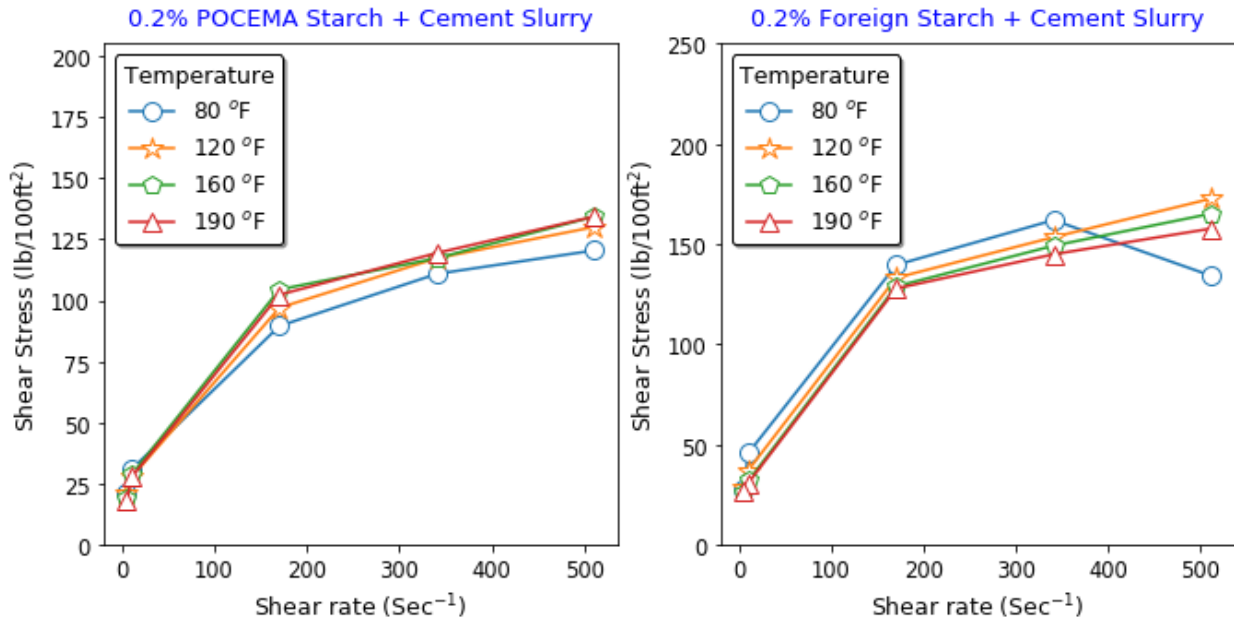 0.2% POCEMA Starch + Cement Slurry
Temperature
80 °F
120 °F
160 °F
190 °F
200
175
150
125
100
75
50
25
0
Shear Stress (lb/100ft²)
0 100 200 300 400 500
Shear rate (Sec⁻¹)
0.2% Foreign Starch + Cement Slurry
Temperature
80 °F
120 °F
160 °F
190 °F
250
200
150
100
50
0
Shear Stress (lb/100ft²)
0 100 200 300 400 500
Shear rate (Sec⁻¹)